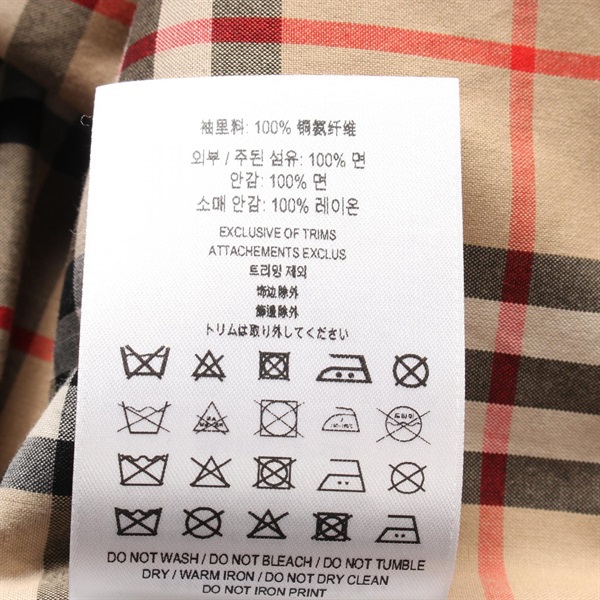 袖里料: 100% 铜氨纤维
외부 / 주된 섬유: 100% 면
안감: 100% 면
소매 안감: 100% 레이온
EXCLUSIVE OF TRIMS
ATTACHEMENTS EXCLUS
트리밍 제외
饰边除外
飾邊除外
トリムは取り外してください
드라이
DO NOT WASH / DO NOT BLEACH / DO NOT TUMBLE
DRY / WARM IRON / DO NOT DRY CLEAN
DO NOT IRON PRINT